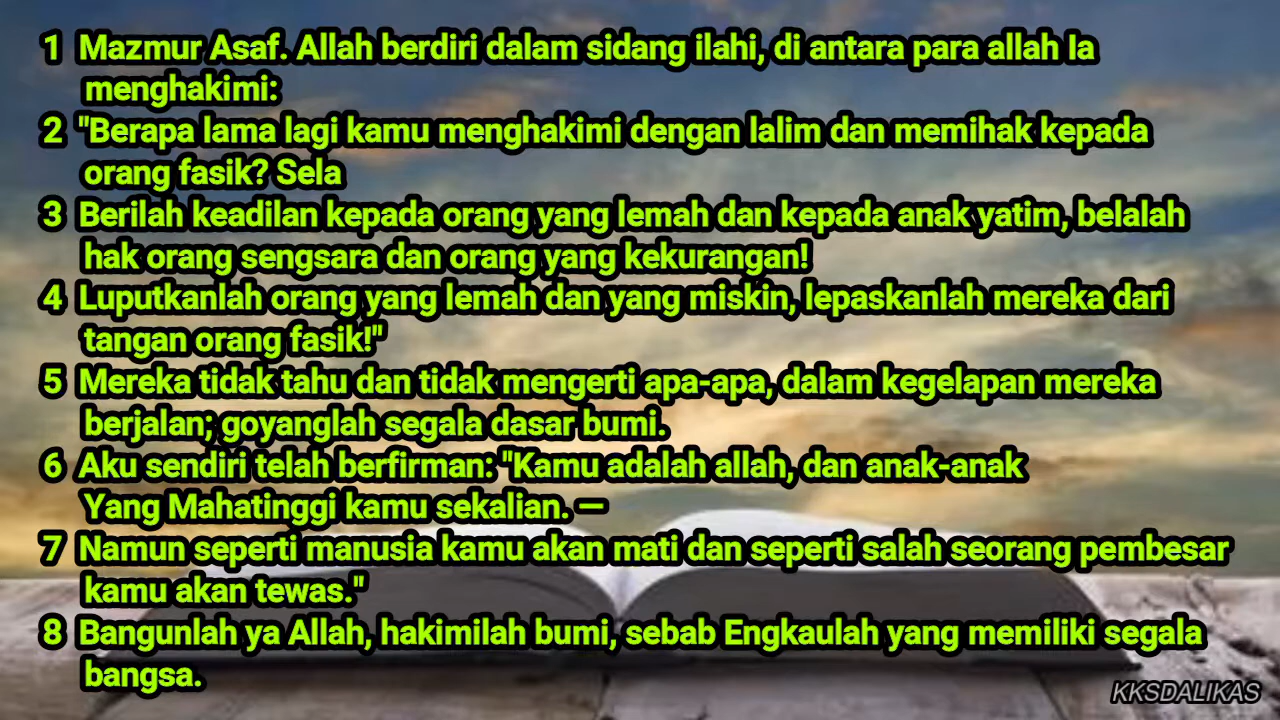 1 Mazmur Asaf. Allah berdiri dalam sidang ilahi, di antara para allah Ia
menghakimi:
2 "Berapa lama lagi kamu menghakimi dengan lalim dan memihak kepada
orang fasik? Sela
3 Berilah keadilan kepada orang yang lemah dan kepada anak yatim, belalah
hak orang sengsara dan orang yang kekurangan!
4 Luputkanlah orang yang lemah dan yang miskin, lepaskanlah mereka dari
tangan orang fasik!"
5 Mereka tidak tahu dan tidak mengerti apa-apa, dalam kegelapan mereka
berjalan; goyanglah segala dasar bumi.
6 Aku sendiri telah berfirman: "Kamu adalah allah, dan anak-anak
Yang Mahatinggi kamu sekalian. —
7 Namun seperti manusia kamu akan mati dan seperti salah seorang pembesar
kamu akan tewas."
8 Bangunlah ya Allah, hakimilah bumi, sebab Engkaulah yang memiliki segala
bangsa.
KKSDALIKAS